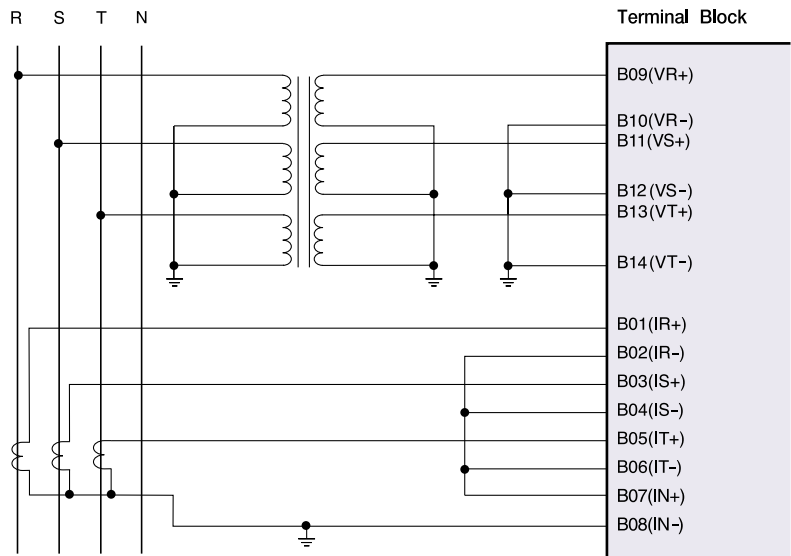 R S T N Terminal Block
B09(VR+)
B10(VR-)
B11(VS+)
B12(VS-)
B13(VT+)
B14(VT-)
B01(IR+)
B02(IR-)
B03(IS+)
B04(IS-)
B05(IT+)
B06(IT-)
B07(IN+)
B08(IN-)